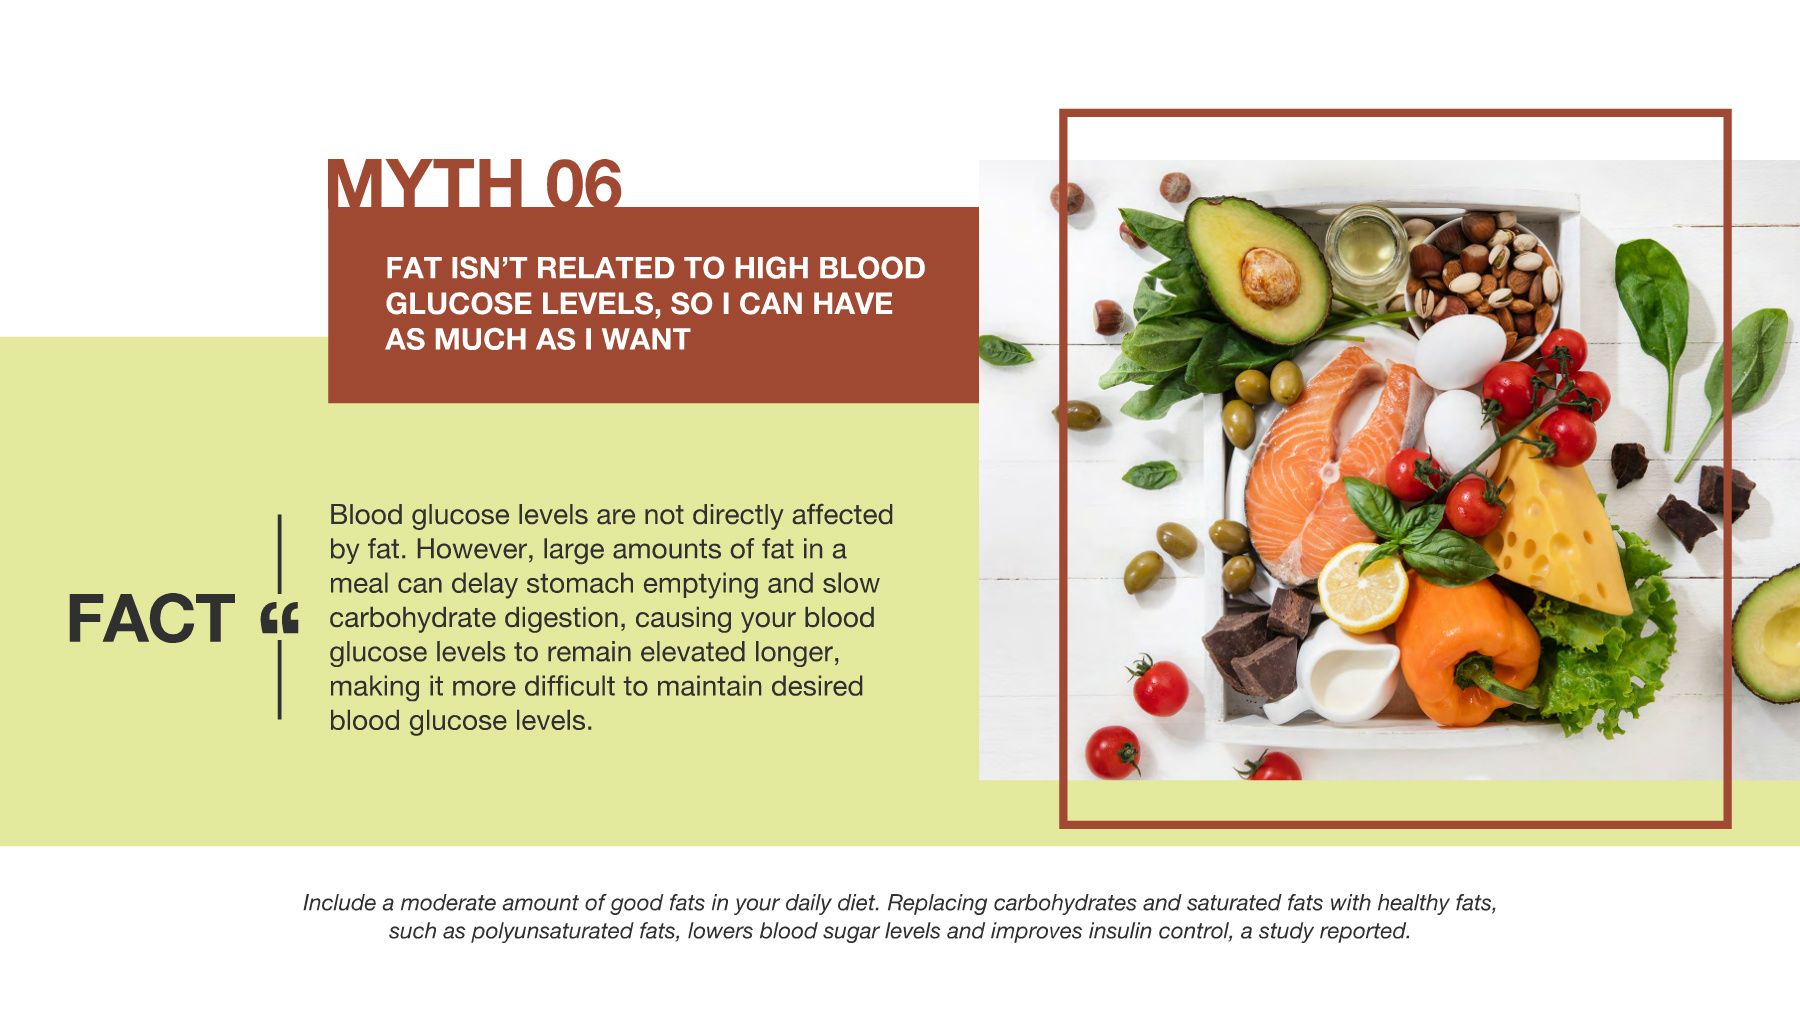 MYTH 06
FAT ISN’T RELATED TO HIGH BLOOD
GLUCOSE LEVELS, SO I CAN HAVE
AS MUCH AS I WANT
FACT “
Blood glucose levels are not directly affected
by fat. However, large amounts of fat in a
meal can delay stomach emptying and slow
carbohydrate digestion, causing your blood
glucose levels to remain elevated longer,
making it more difficult to maintain desired
blood glucose levels.
Include a moderate amount of good fats in your daily diet. Replacing carbohydrates and saturated fats with healthy fats,
such as polyunsaturated fats, lowers blood sugar levels and improves insulin control, a study reported.